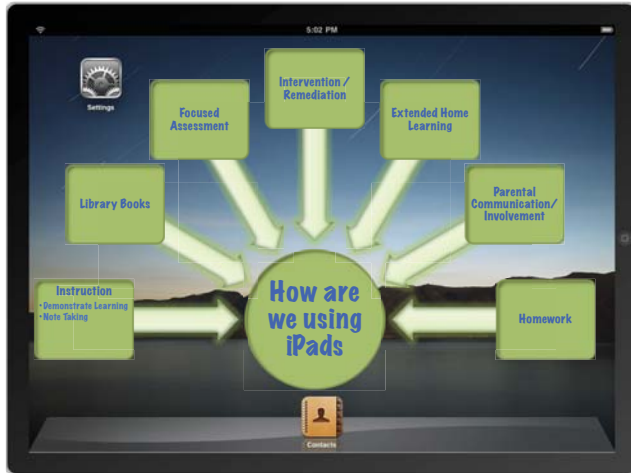 5:02 PM
Settings
Intervention /
Remediation
Focused
Assessment
Extended Home
Learning
Library Books
Parental
Communication/
Involvement
Instruction
•Demonstrate Learning
•Note Taking
How are
we using
iPads
Homework
Contacts